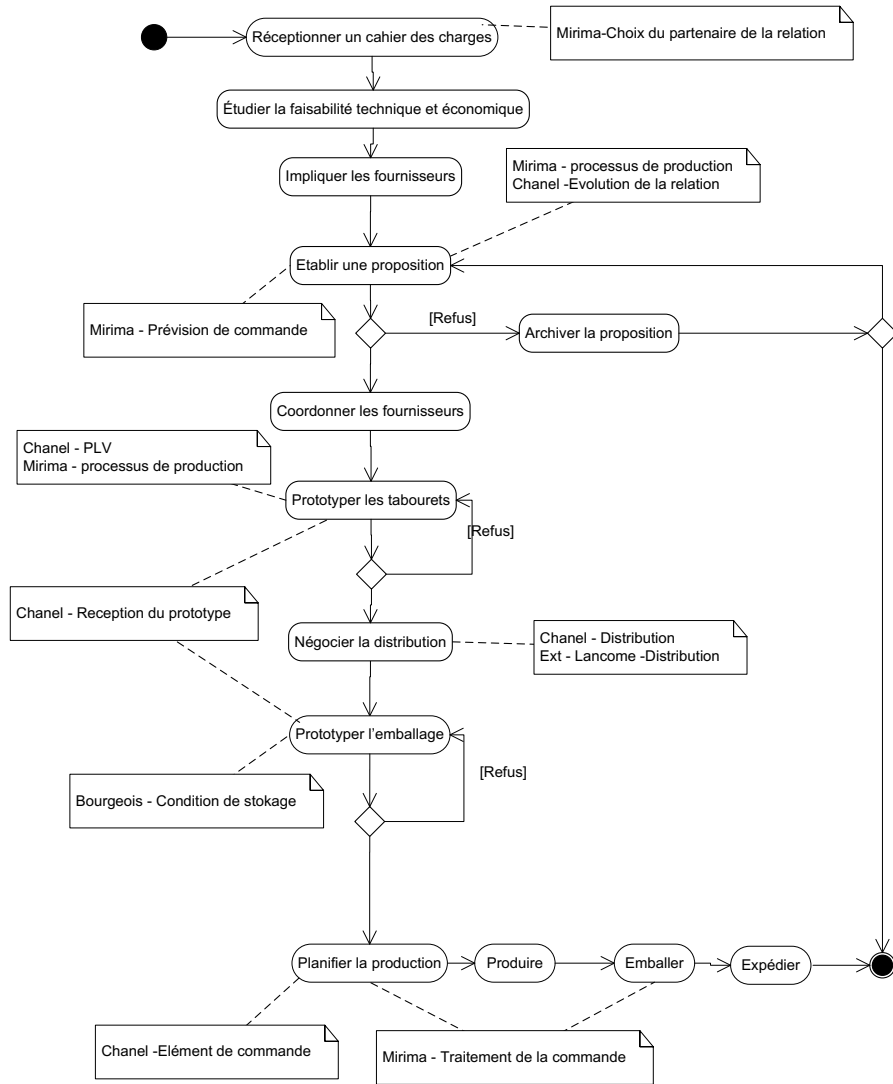 Réceptionner un cahier des charges
Mirima-Choix du partenaire de la relation
Étudier la faisabilité technique et économique
Impliquer les fournisseurs
Mirima - processus de production
Chanel -Evolution de la relation
Etablir une proposition
Mirima - Prévision de commande
[Refus]
Archiver la proposition
Coordonner les fournisseurs
Chanel - PLV
Mirima - processus de production
Prototyper les tabourets
[Refus]
Chanel - Reception du prototype
Négocier la distribution
Chanel - Distribution
Ext - Lancome -Distribution
Prototyper l'emballage
[Refus]
Bourgeois - Condition de stokage
Planifier la production
Produire
Emballer
Expédier
Chanel -Elément de commande
Mirima - Traitement de la commande